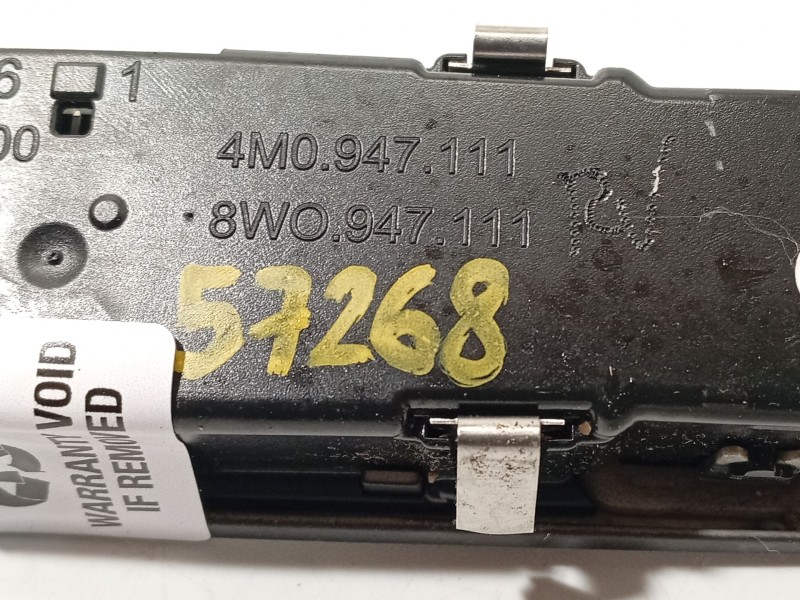 6 1
00
4M0.947.111
8WO.947.111
57268
WARRANTY VOID
IF REMOVED